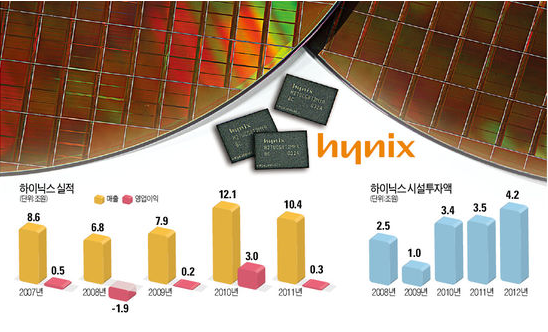 hynix
hynix
hynix
hynix
하이닉스 실적
(단위:조원)
매출 영업이익
8.6 6.8 7.9 12.1 10.4
0.5 -1.9 0.2 3.0 0.3
2007년 2008년 2009년 2010년 2011년
하이닉스 시설투자액
(단위:조원)
2.5 1.0 3.4 3.5 4.2
2008년 2009년 2010년 2011년 2012년